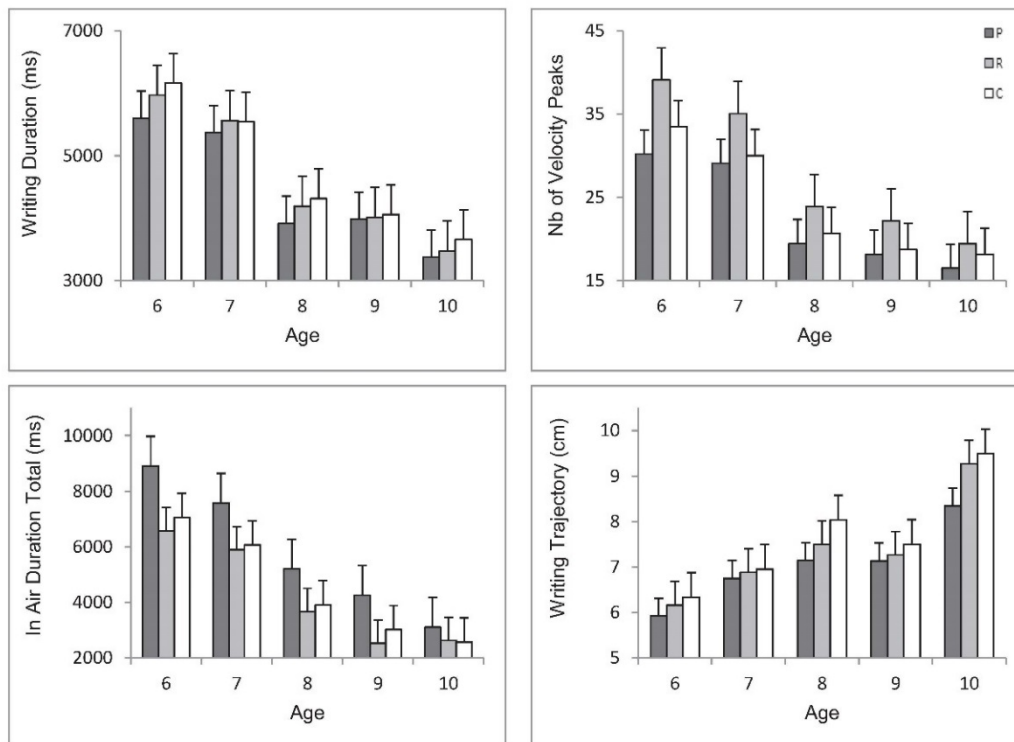 Writing Duration (ms)
7000
5000
3000
6 7 8 9 10
Age
Nb of Velocity Peaks
45
35
25
15
6 7 8 9 10
Age
P
R
C
In Air Duration Total (ms)
10000
8000
6000
4000
2000
6 7 8 9 10
Age
Writing Trajectory (cm)
10
9
8
7
6
5
6 7 8 9 10
Age